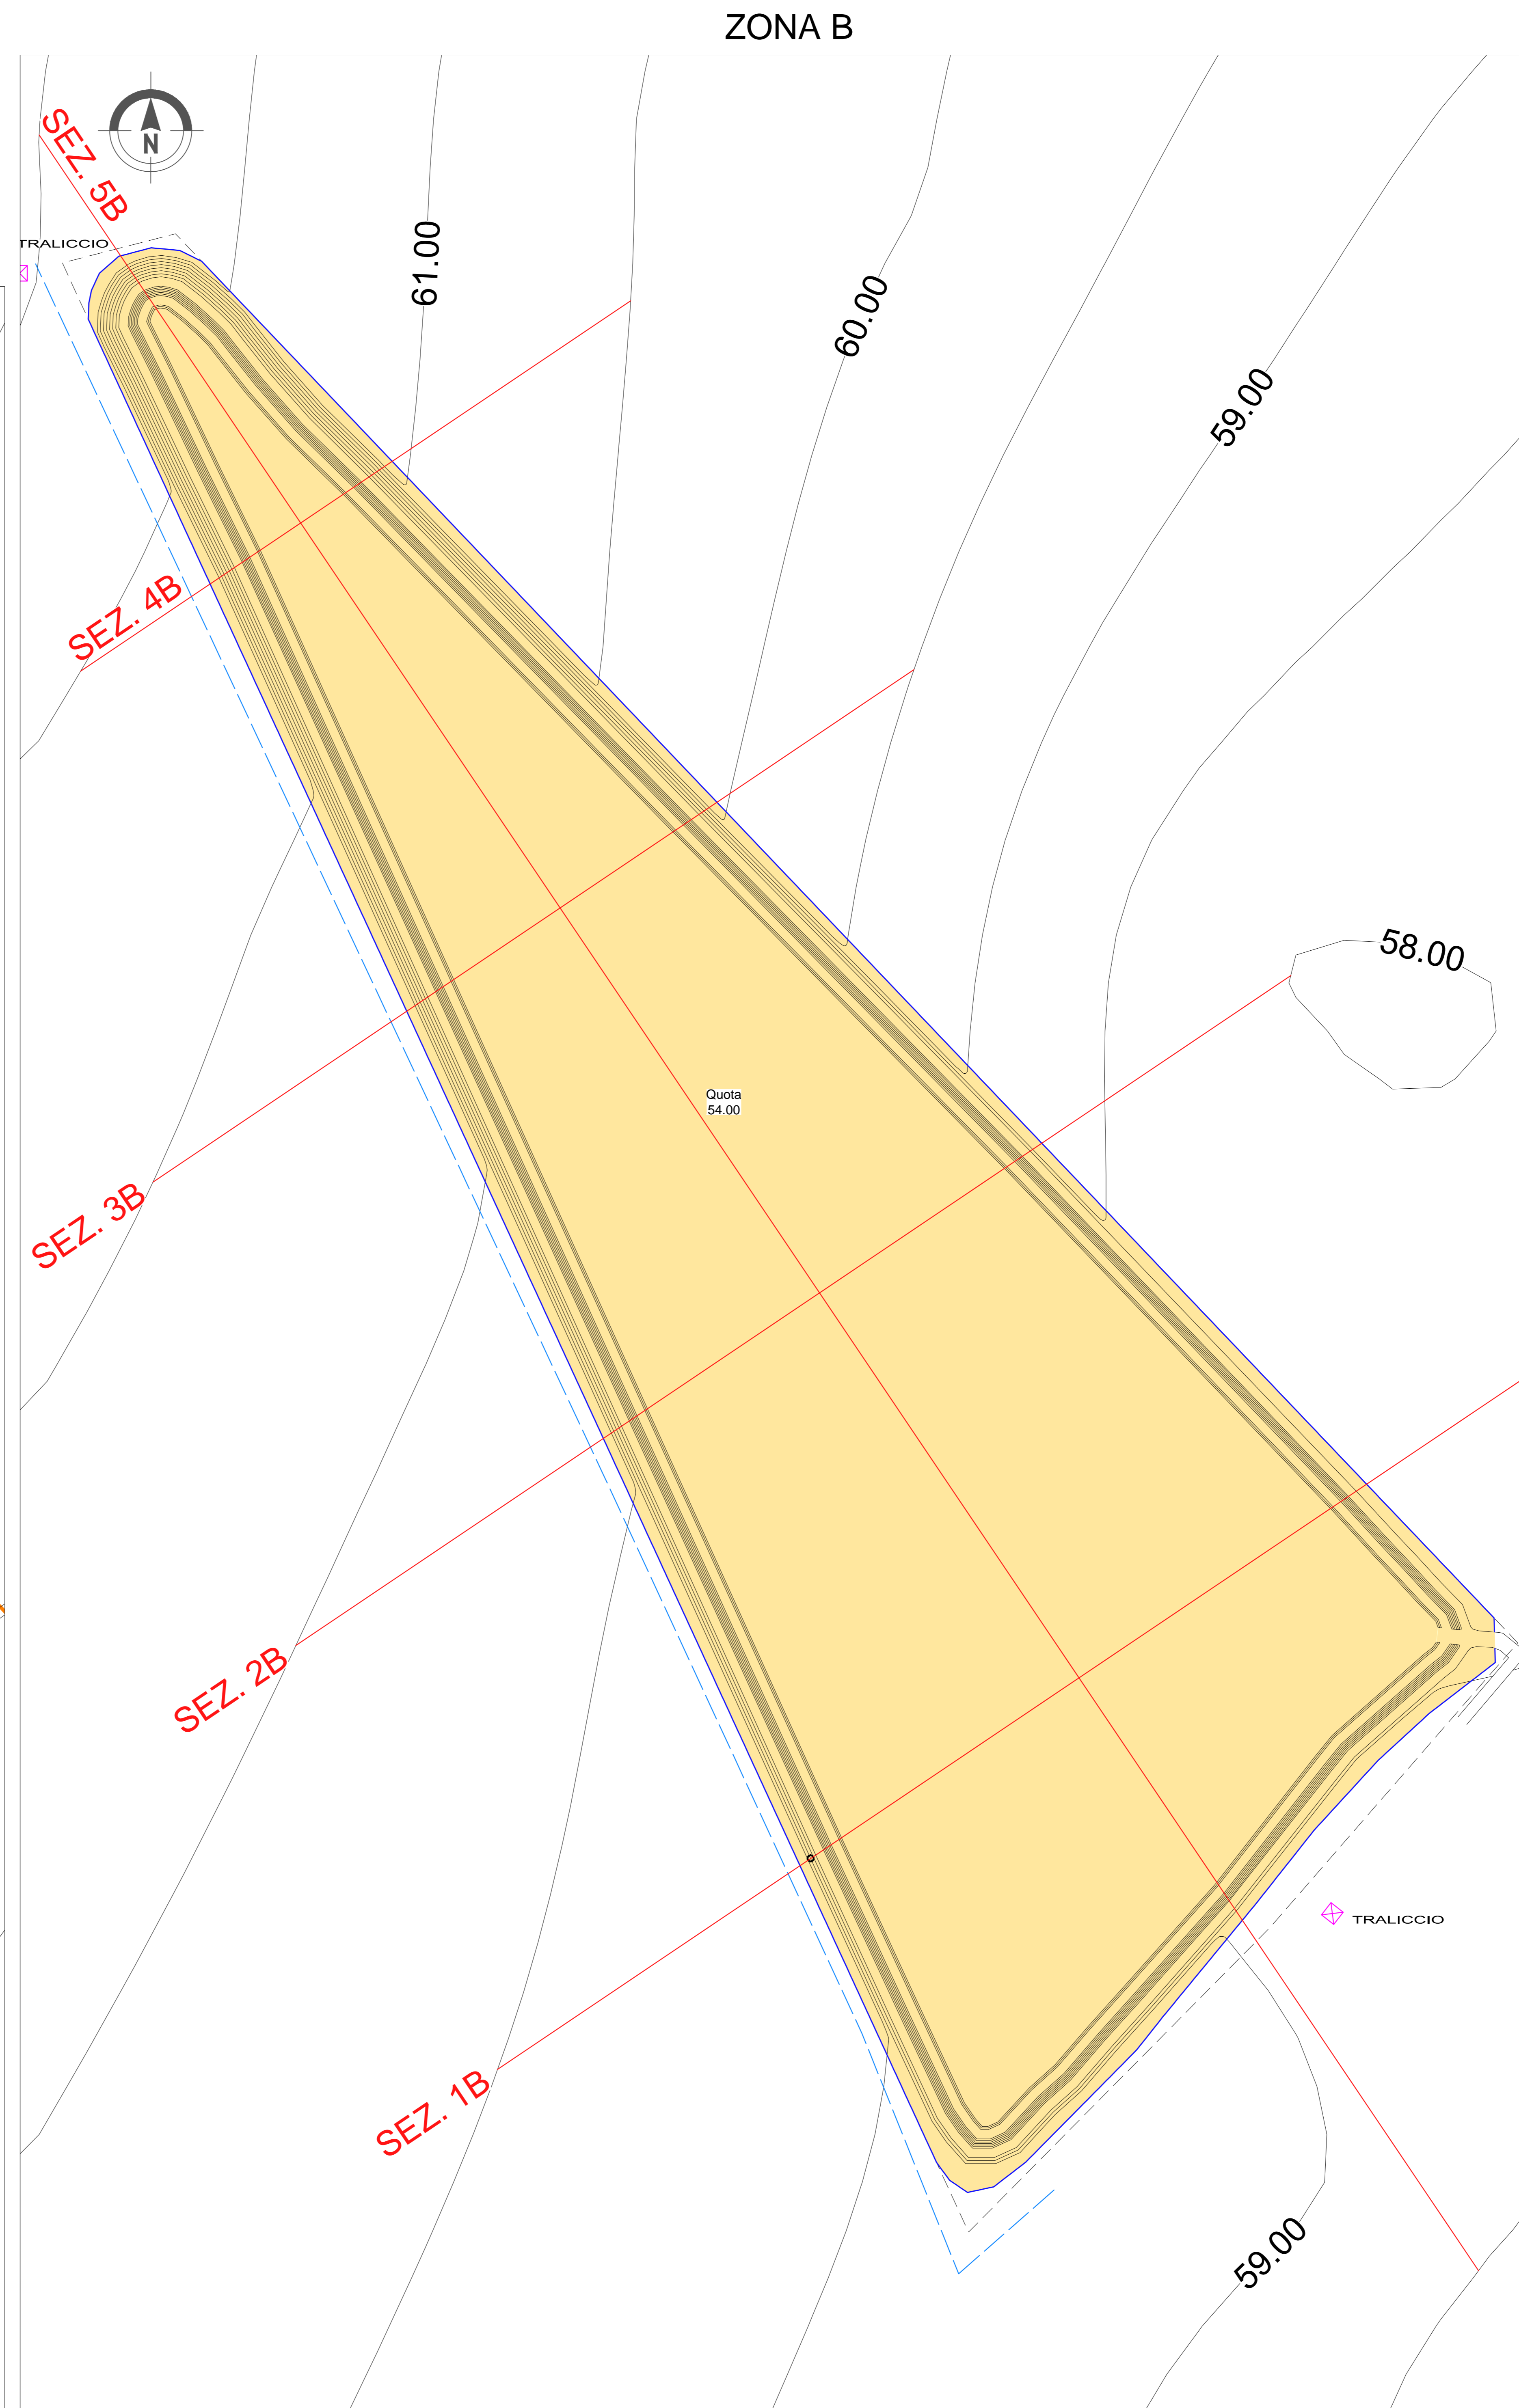 ZONA B
N
SEZ. 5B
TRALICCIO
61.00
60.00
59.00
SEZ. 4B
58.00
Quota
54.00
SEZ. 3B
SEZ. 2B
TRALICCIO
SEZ. 1B
59.00